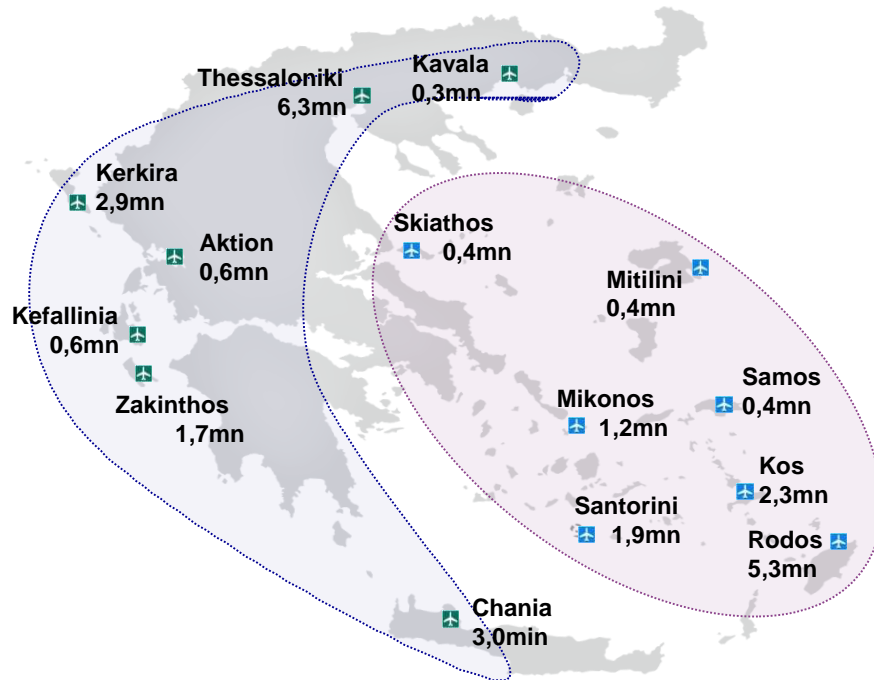 Thessaloniki
6,3mn
Kavala
0,3mn
Kerkira
2,9mn
Aktion
0,6mn
Skiathos
0,4mn
Mitilini
0,4mn
Kefallinia
0,6mn
Zakinthos
1,7mn
Mikonos
1,2mn
Samos
0,4mn
Kos
2,3mn
Santorini
1,9mn
Rodos
5,3mn
Chania
3,0min